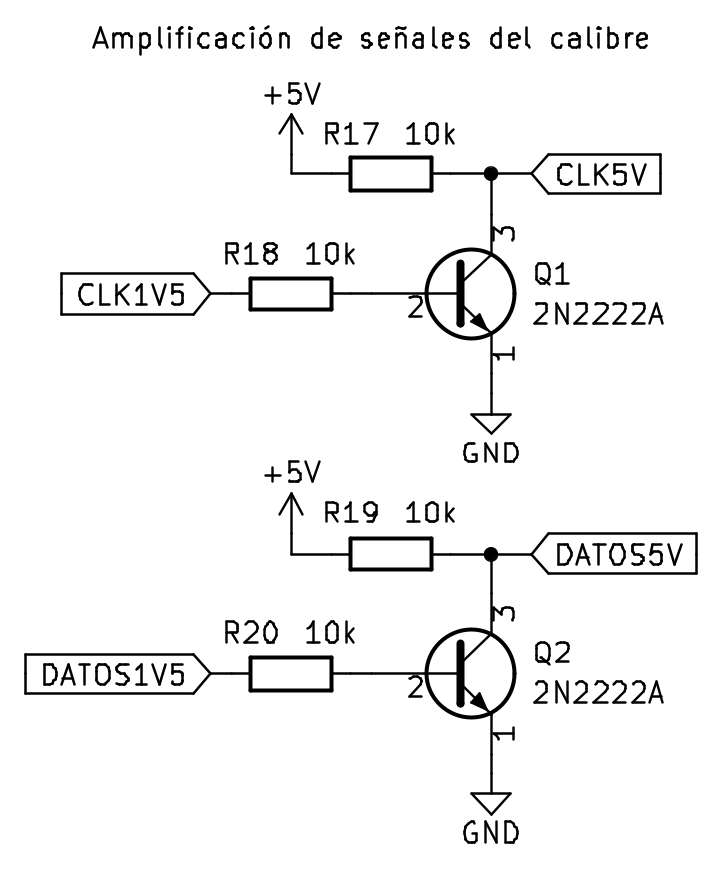 Amplificación de señales del calibre
+5V
R17 10k
CLK5V
3
R18 10k
Q1
CLK1V5
2
2N2222A
1
GND
+5V
R19 10k
DATOS5V
3
R20 10k
Q2
DATOS1V5
2
2N2222A
1
GND